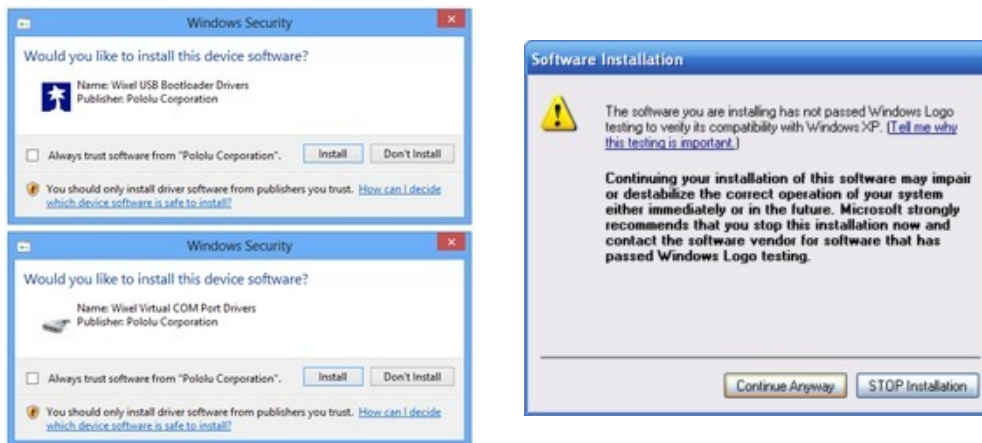 Windows Security
Would you like to install this device software?
Name: Wixel USB Bootloader Drivers
Publisher: Pololu Corporation
Always trust software from "Pololu Corporation".
Install
Don't Install
You should only install driver software from publishers you trust. How can I decide
which device software is safe to install?
Windows Security
Would you like to install this device software?
Name: Wixel Virtual COM Port Drivers
Publisher: Pololu Corporation
Always trust software from "Pololu Corporation".
Install
Don't Install
You should only install driver software from publishers you trust. How can I decide
which device software is safe to install?
Software Installation
The software you are installing has not passed Windows Logo
testing to verify its compatibility with Windows XP. (Tell me why
this testing is important.)
Continuing your installation of this software may impair
or destabilize the correct operation of your system
either immediately or in the future. Microsoft strongly
recommends that you stop this installation now and
contact the software vendor for software that has
passed Windows Logo testing.
Continue Anyway
STOP Installation